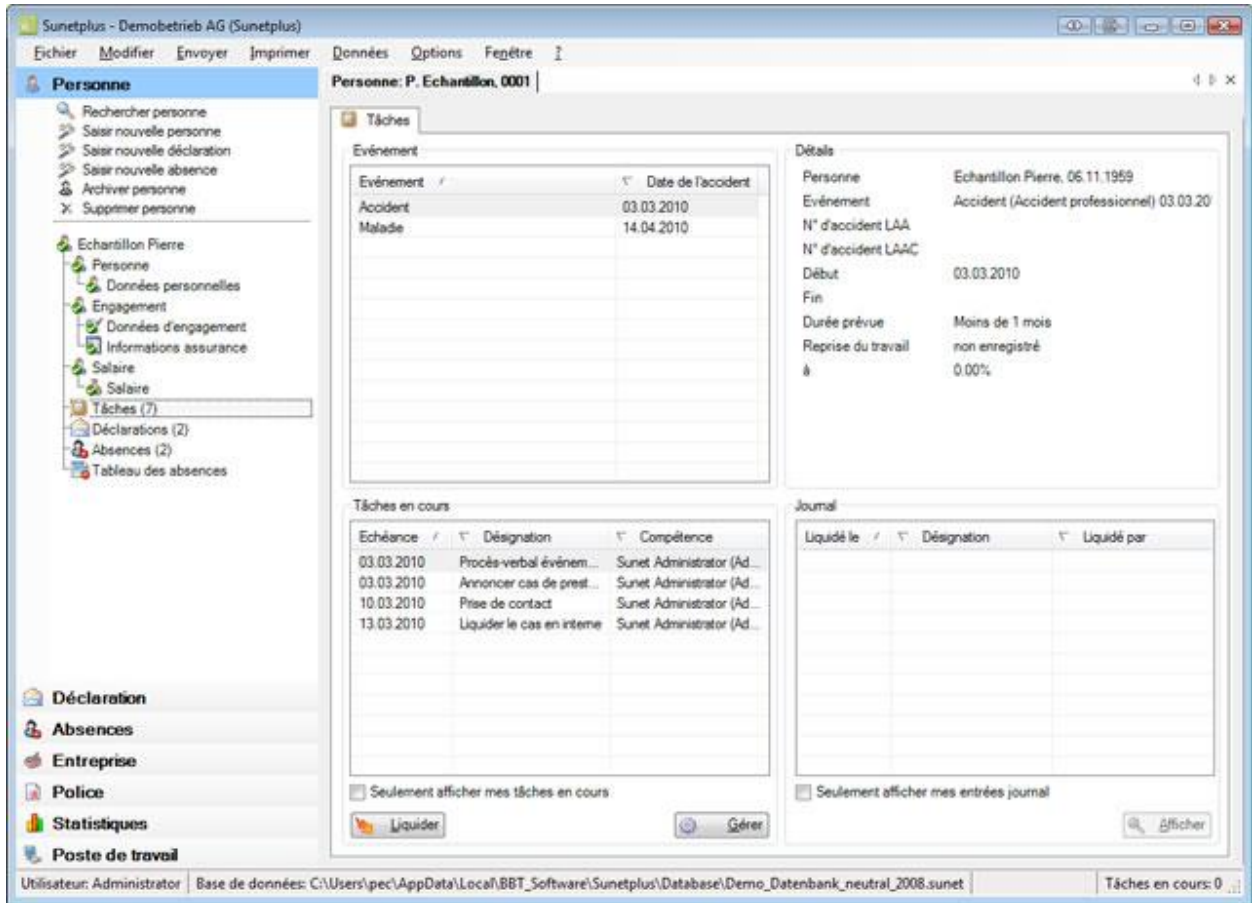 Sunetplus - Demobetrieb AG (Sunetplus)
Fichier Modifier Envoyer Imprimer Données Options Fenêtre ?
Personne
Rechercher personne
Saisir nouvelle personne
Saisir nouvelle déclaration
Saisir nouvelle absence
Archiver personne
Supprimer personne
Echantillon Pierre
Personne
Données personnelles
Engagement
Données d'engagement
Informations assurance
Salaire
Salaire
Tâches (7)
Déclarations (2)
Absences (2)
Tableau des absences
Déclaration
Absences
Entreprise
Police
Statistiques
Poste de travail
Personne: P. Echantillon, 0001
Tâches
Evénement
Evénement Date de l'accident
Accident 03.03.2010
Maladie 14.04.2010
Détails
Personne Echantillon Pierre, 06.11.1959
Evénement Accident (Accident professionnel) 03.03.20
N° d'accident LAA
N° d'accident LAAC
Début 03.03.2010
Fin
Durée prévue Moins de 1 mois
Reprise du travail non enregistré
à 0.00%
Tâches en cours
Echéance Désignation Compétence
03.03.2010 Procès-verbal événem... Sunet Administrator (Ad...
03.03.2010 Annoncer cas de prest... Sunet Administrator (Ad...
10.03.2010 Prise de contact Sunet Administrator (Ad...
13.03.2010 Liquider le cas en interne Sunet Administrator (Ad...
Seulement afficher mes tâches en cours
Liquider Gérer
Journal
Liquidé le Désignation Liquidé par
Seulement afficher mes entrées journal
Afficher
Utilisateur: Administrator Base de données: C:\Users\pec\AppData\Local\BBT_Software\Sunetplus\Database\Demo_Datenbank_neutral_2008.sunet Tâches en cours: 0